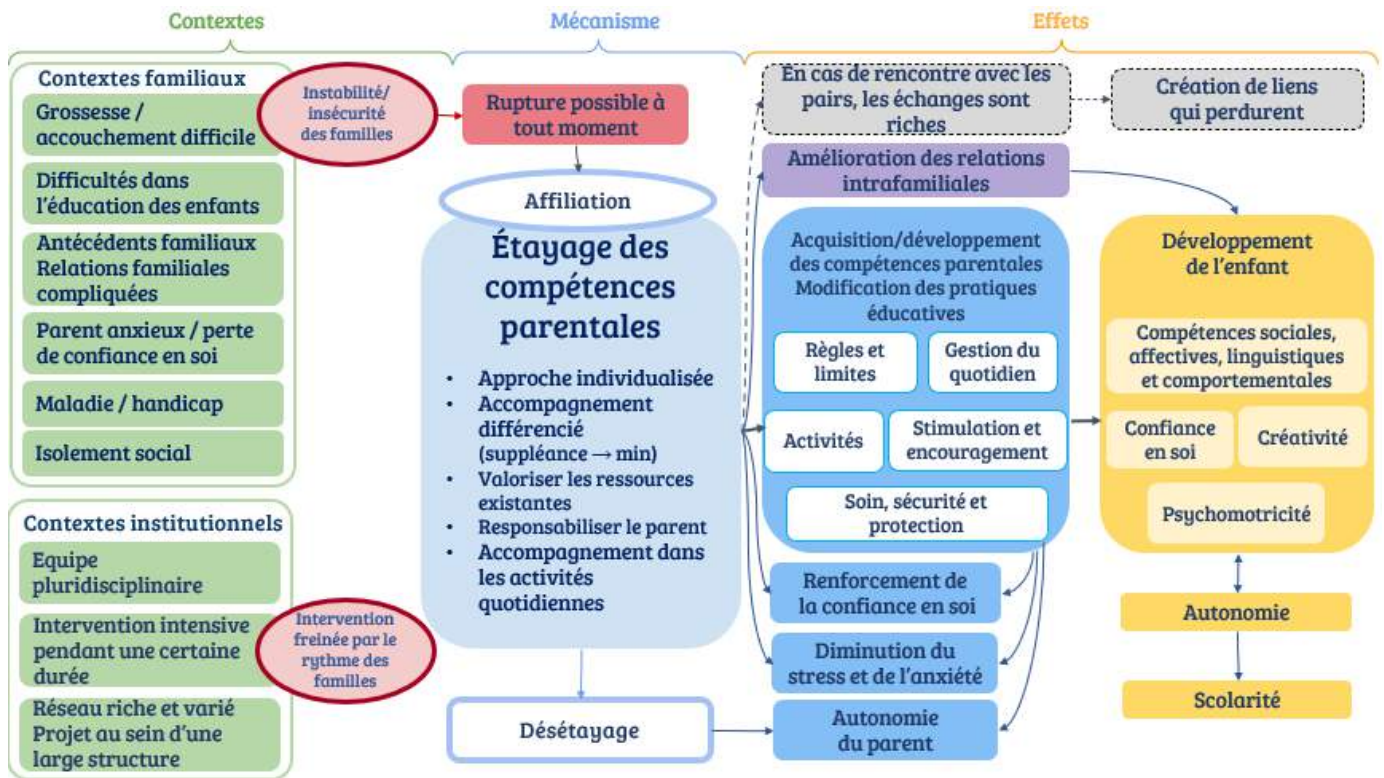 Contextes
Mécanisme
Effets
Contextes familiaux
Grossesse /
accouchement difficile
Difficultés dans
l'éducation des enfants
Antécédents familiaux
Relations familiales
compliquées
Parent anxieux / perte
de confiance en soi
Maladie / handicap
Isolement social
Instabilité/
insécurité
des familles
Contextes institutionnels
Equipe
pluridisciplinaire
Intervention intensive
pendant une certaine
durée
Réseau riche et varié
Projet au sein d'une
large structure
Intervention
freinée par le
rythme des
familles
Rupture possible à
tout moment
Affiliation
Étayage des
compétences
parentales
• Approche individualisée
• Accompagnement
différencié
(suppléance → min)
• Valoriser les ressources
existantes
• Responsabiliser le parent
• Accompagnement dans
les activités
quotidiennes
Désétayage
En cas de rencontre avec les
pairs, les échanges sont
riches
Création de liens
qui perdurent
Amélioration des relations
intrafamiliales
Acquisition/développement
des compétences parentales
Modification des pratiques
éducatives
Règles et
limites
Gestion du
quotidien
Activités
Stimulation et
encouragement
Soin, sécurité et
protection
Renforcement de
la confiance en soi
Diminution du
stress et de l'anxiété
Autonomie
du parent
Développement
de l'enfant
Compétences sociales,
affectives, linguistiques
et comportementales
Confiance
en soi
Créativité
Psychomotricité
Autonomie
Scolarité